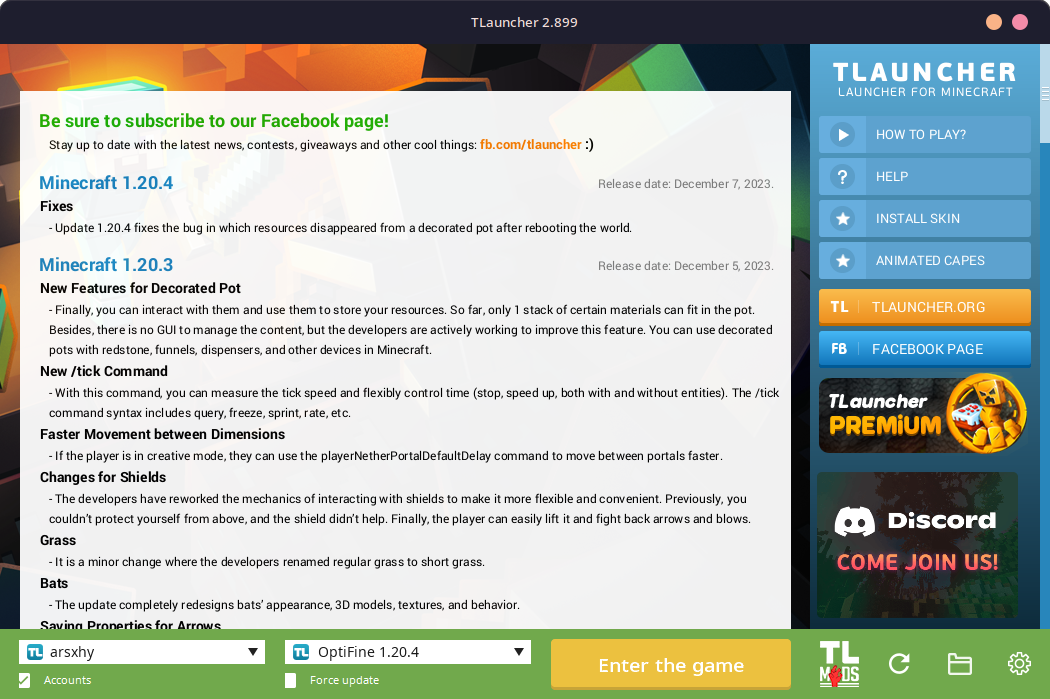 TLauncher 2.899
Be sure to subscribe to our Facebook page!
Stay up to date with the latest news, contests, giveaways and other cool things: fb.com/tlauncher :)
Minecraft 1.20.4
Release date: December 7, 2023.
Fixes
- Update 1.20.4 fixes the bug in which resources disappeared from a decorated pot after rebooting the world.
Minecraft 1.20.3
Release date: December 5, 2023.
New Features for Decorated Pot
- Finally, you can interact with them and use them to store your resources. So far, only 1 stack of certain materials can fit in the pot.
Besides, there is no GUI to manage the content, but the developers are actively working to improve this feature. You can use decorated
pots with redstone, funnels, dispensers, and other devices in Minecraft.
New /tick Command
- With this command, you can measure the tick speed and flexibly control time (stop, speed up, both with and without entities). The /tick
command syntax includes query, freeze, sprint, rate, etc.
Faster Movement between Dimensions
- If the player is in creative mode, they can use the playerNetherPortalDefaultDelay command to move between portals faster.
Changes for Shields
- The developers have reworked the mechanics of interacting with shields to make it more flexible and convenient. Previously, you
couldn't protect yourself from above, and the shield didn't help. Finally, the player can easily lift it and fight back arrows and blows.
Grass
- It is a minor change where the developers renamed regular grass to short grass.
Bats
- The update completely redesigns bats' appearance, 3D models, textures, and behavior.
Saving Properties for Arrows
TLAUNCHER
LAUNCHER FOR MINECRAFT
HOW TO PLAY?
? HELP
INSTALL SKIN
ANIMATED CAPES
TL TLAUNCHER.ORG
FB FACEBOOK PAGE
TLauncher
PREMIUM
Discord
COME JOIN US!
TL arsxhy
TL OptiFine 1.20.4
Enter the game
TL
MODS
Accounts
Force update